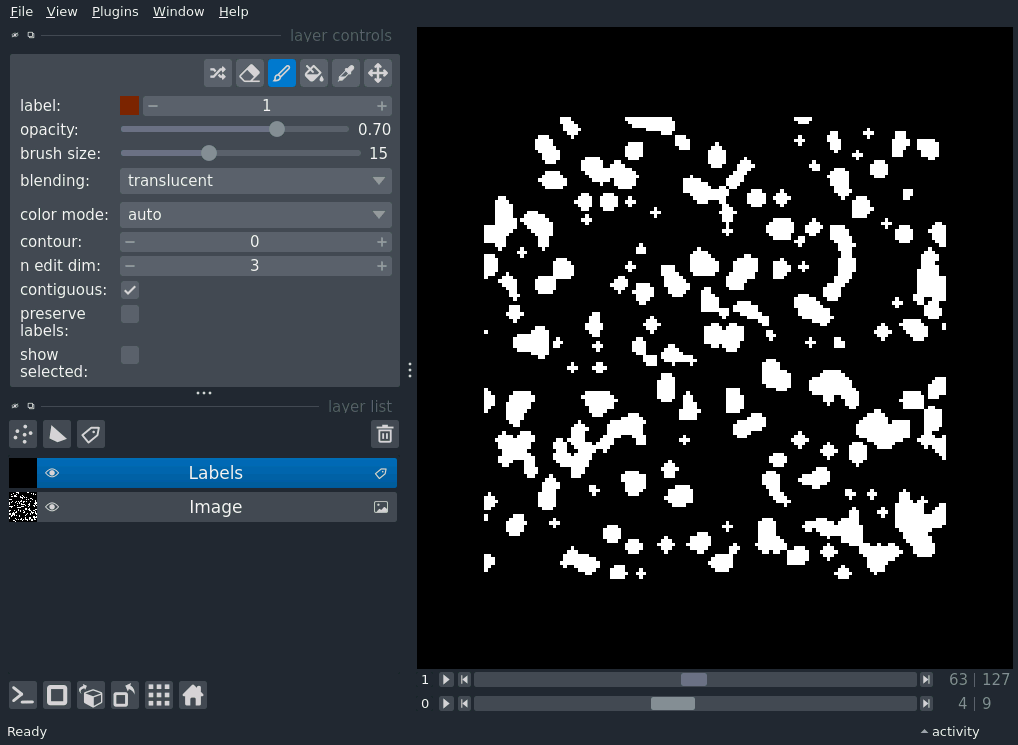 File View Plugins Window Help
layer controls
label: 1
opacity: 0.70
brush size: 15
blending: translucent
color mode: auto
contour: 0
n edit dim: 3
contiguous:
preserve
labels:
show
selected:
layer list
Labels
Image
1 63 | 127
0 4 | 9
Ready activity